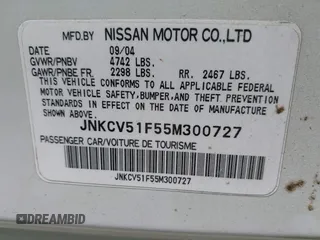 MFD.BY NISSAN MOTOR CO.,LTD
DATE 09/04
GVWR/PNBV 4742 LBS.
GAWR/PNBE FR 2298 LBS. RR. 2467 LBS.
THIS VEHICLE CONFORMS TO ALL APPLICABLE FEDERAL
MOTOR VEHICLE SAFETY, BUMPER,AND THEFT PREVENTION
STANDARDS IN EFFECT ON THE DATE OF MANUFACTURE
SHOWN ABOVE.
JNKCV51F55M300727
PASSENGER CAR/VOITURE DE TOURISME
JNKCV51F55M300727
DREAMBID